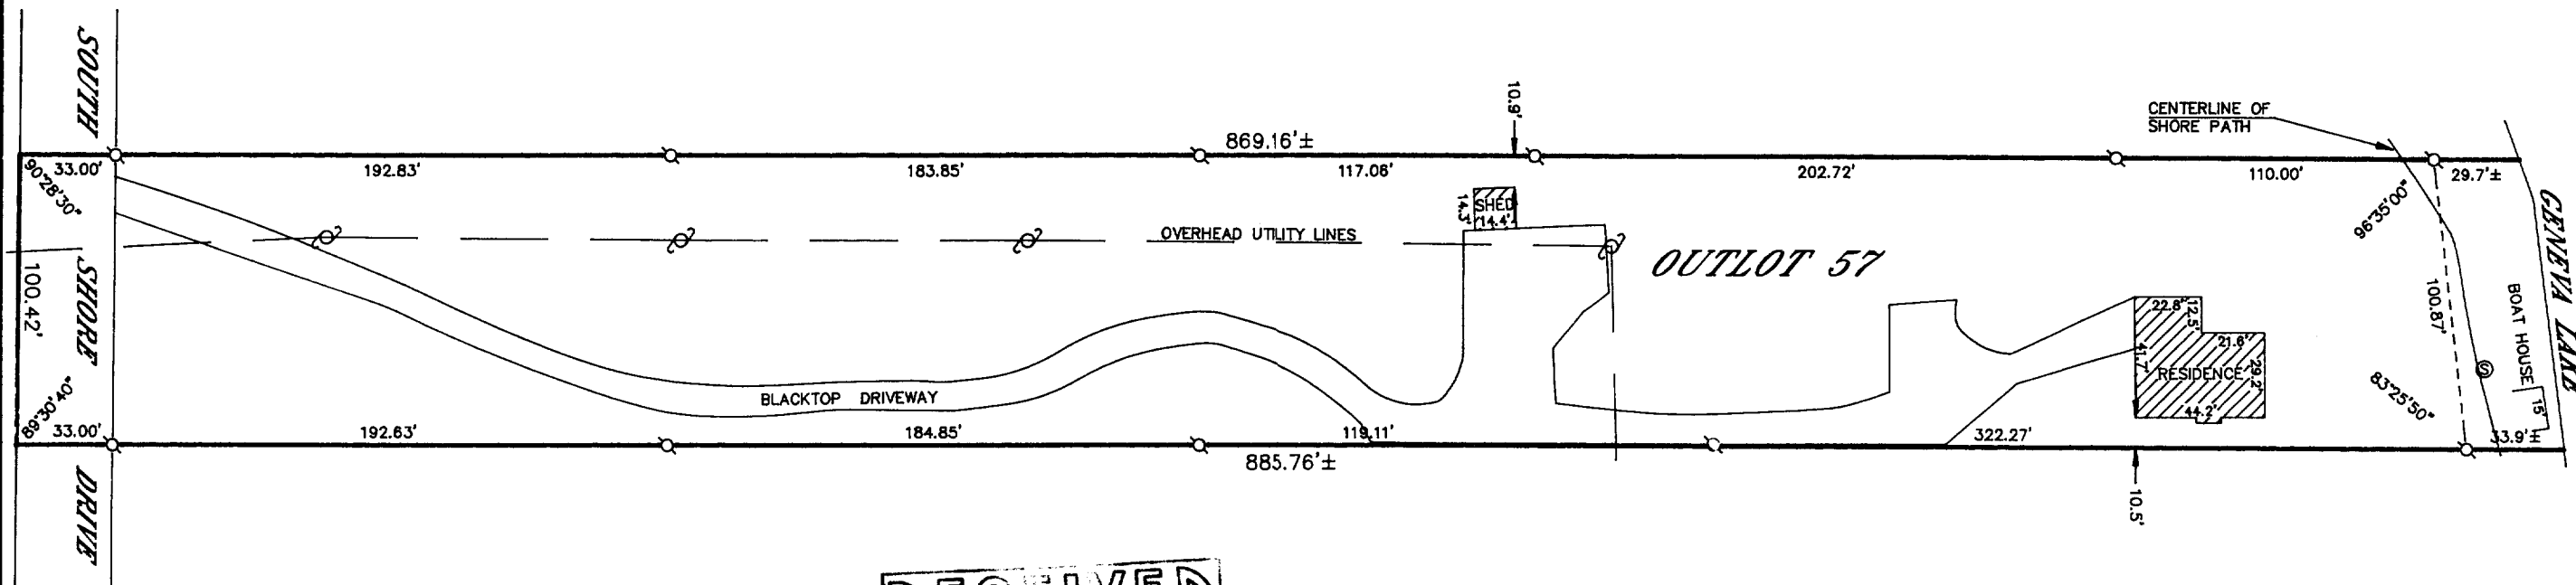 SOUTH SHORE DRIVE
33.00'
90°28'30"
192.83'
183.85'
869.16'±
117.06'
10.9'
202.72'
CENTERLINE OF
SHORE PATH
110.00'
29.7'±
96°35'00"
GENEVA LAKE
SHED
14.3'
14.4'
OVERHEAD UTILITY LINES
OUTLOT 57
100.42'
22.8'
12.5'
21.6'
41.7'
RESIDENCE
29.2'
44.2'
100.87'
BOAT HOUSE
15'
S
83°25'50"
BLACKTOP DRIVEWAY
89°30'40"
33.00'
192.63'
184.85'
119.11'
885.76'±
322.27'
33.9'±
10.5'
RECEIVED